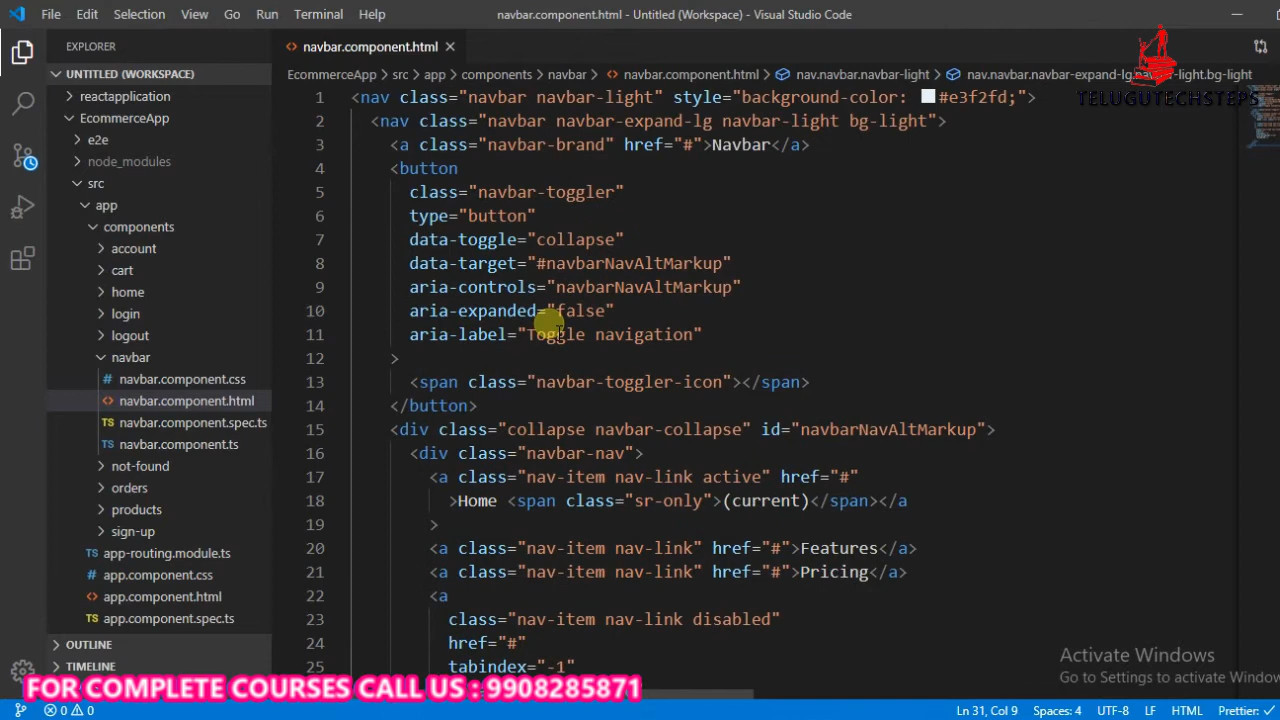 File Edit Selection View Go Run Terminal Help navbar.component.html - Untitled (Workspace) - Visual Studio Code
EXPLORER
navbar.component.html
UNTITLED (WORKSPACE)
EcommerceApp > src > app > components > navbar > navbar.component.html > nav.navbar.navbar-light > nav.navbar.navbar-expand-lg.navbar-light.bg-light
TELUGUTECHSTEPS
reactapplication
EcommerceApp
e2e
node_modules
src
app
components
account
cart
home
login
logout
navbar
navbar.component.css
navbar.component.html
navbar.component.spec.ts
navbar.component.ts
not-found
orders
products
sign-up
app-routing.module.ts
app.component.css
app.component.html
app.component.spec.ts
OUTLINE
TIMELINE
1 <nav class="navbar navbar-light" style="background-color: #e3f2fd;">
2 <nav class="navbar navbar-expand-lg navbar-light bg-light">
3 <a class="navbar-brand" href="#">Navbar</a>
4 <button
5 class="navbar-toggler"
6 type="button"
7 data-toggle="collapse"
8 data-target="#navbarNavAltMarkup"
9 aria-controls="navbarNavAltMarkup"
10 aria-expanded="false"
11 aria-label="Toggle navigation"
12 >
13 <span class="navbar-toggler-icon"></span>
14 </button>
15 <div class="collapse navbar-collapse" id="navbarNavAltMarkup">
16 <div class="navbar-nav">
17 <a class="nav-item nav-link active" href="#"
18 >Home <span class="sr-only">(current)</span></a
19 >
20 <a class="nav-item nav-link" href="#">Features</a>
21 <a class="nav-item nav-link" href="#">Pricing</a>
22 <a
23 class="nav-item nav-link disabled"
24 href="#"
25 tabindex="-1"
Activate Windows
Go to Settings to activate Windows
FOR COMPLETE COURSES CALL US : 9908285871
0 0 Ln 31, Col 9 Spaces: 4 UTF-8 LF HTML Prettier: